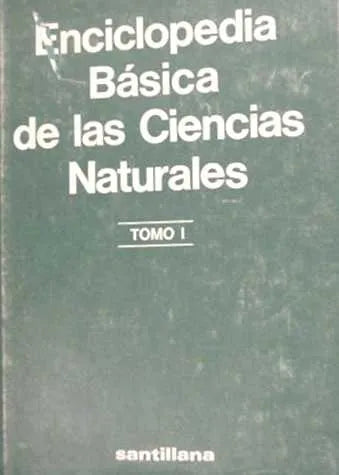 Enciclopedia
Básica
de las Ciencias
Naturales
TOMO I
santillana